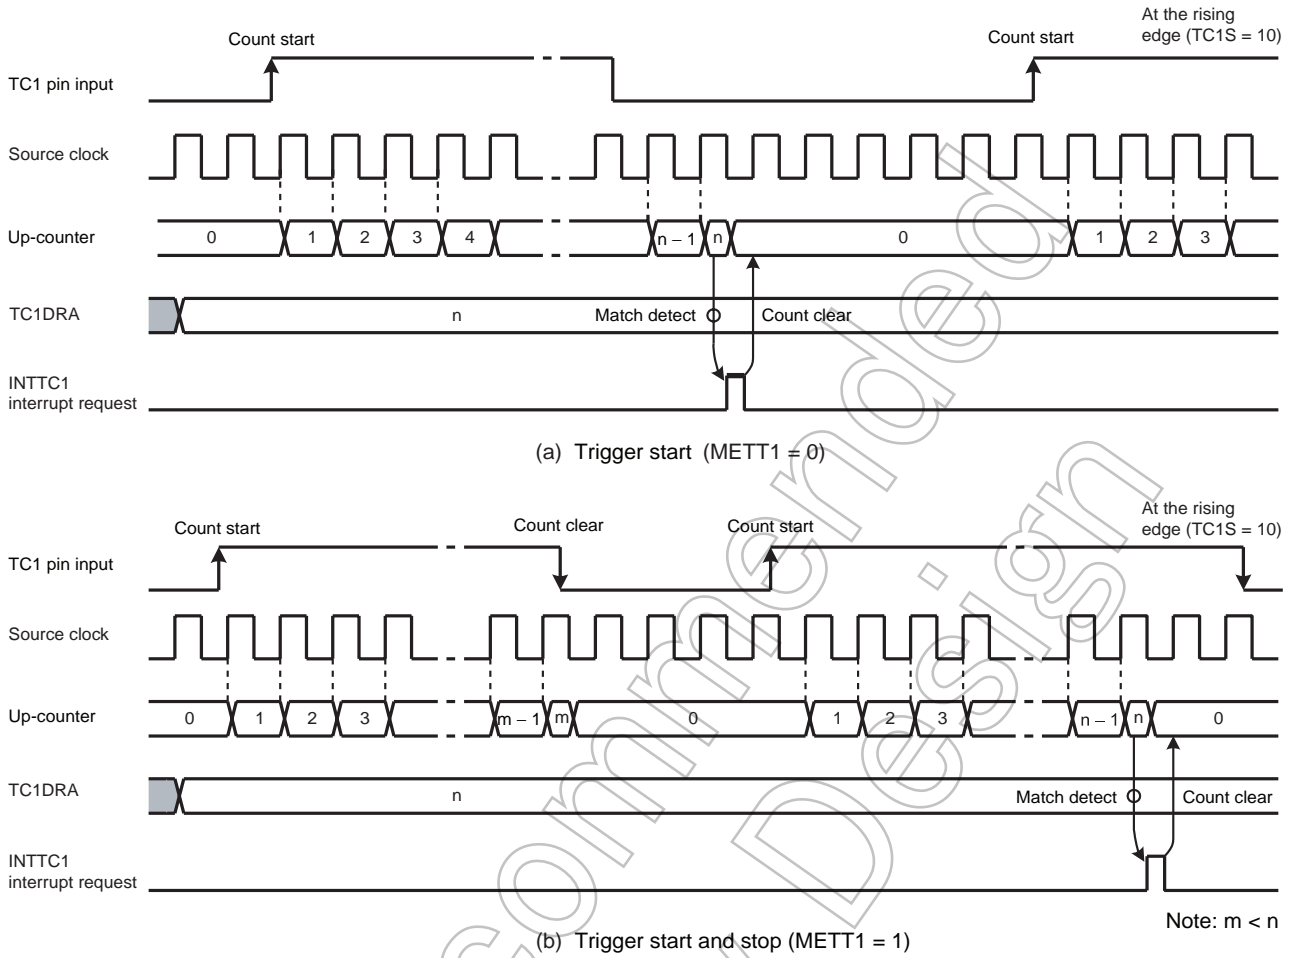 At the rising
edge (TC1S = 10)
Count start
Count start
TC1 pin input
Source clock
Up-counter
0 1 2 3 4 n – 1 n 0 1 2 3
TC1DRA
n
Match detect
Count clear
INTTC1
interrupt request
(a) Trigger start (METT1 = 0)
At the rising
edge (TC1S = 10)
Count start
Count clear
Count start
TC1 pin input
Source clock
Up-counter
0 1 2 3 m – 1 m 0 1 2 3 n – 1 n 0
TC1DRA
n
Match detect
Count clear
INTTC1
interrupt request
Note: m < n
(b) Trigger start and stop (METT1 = 1)
commended
Design